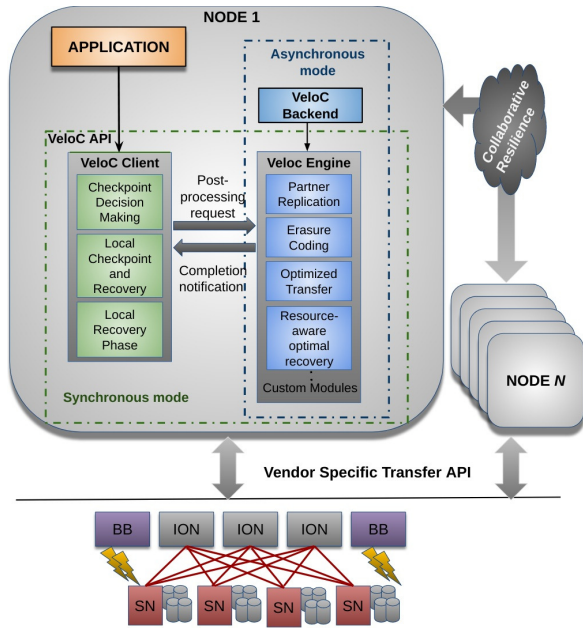 NODE 1
APPLICATION
Asynchronous
mode
VeloC
Backend
Collaborative
Resilience
VeloC API
VeloC Client
Checkpoint
Decision
Making
Local
Checkpoint
and
Recovery
Local
Recovery
Phase
Post-
processing
request
Completion
notification
Veloc Engine
Partner
Replication
Erasure
Coding
Optimized
Transfer
Resource-
aware
optimal
recovery
Custom Modules
Synchronous mode
NODE N
Vendor Specific Transfer API
BB
ION
ION
ION
BB
SN
SN
SN
SN